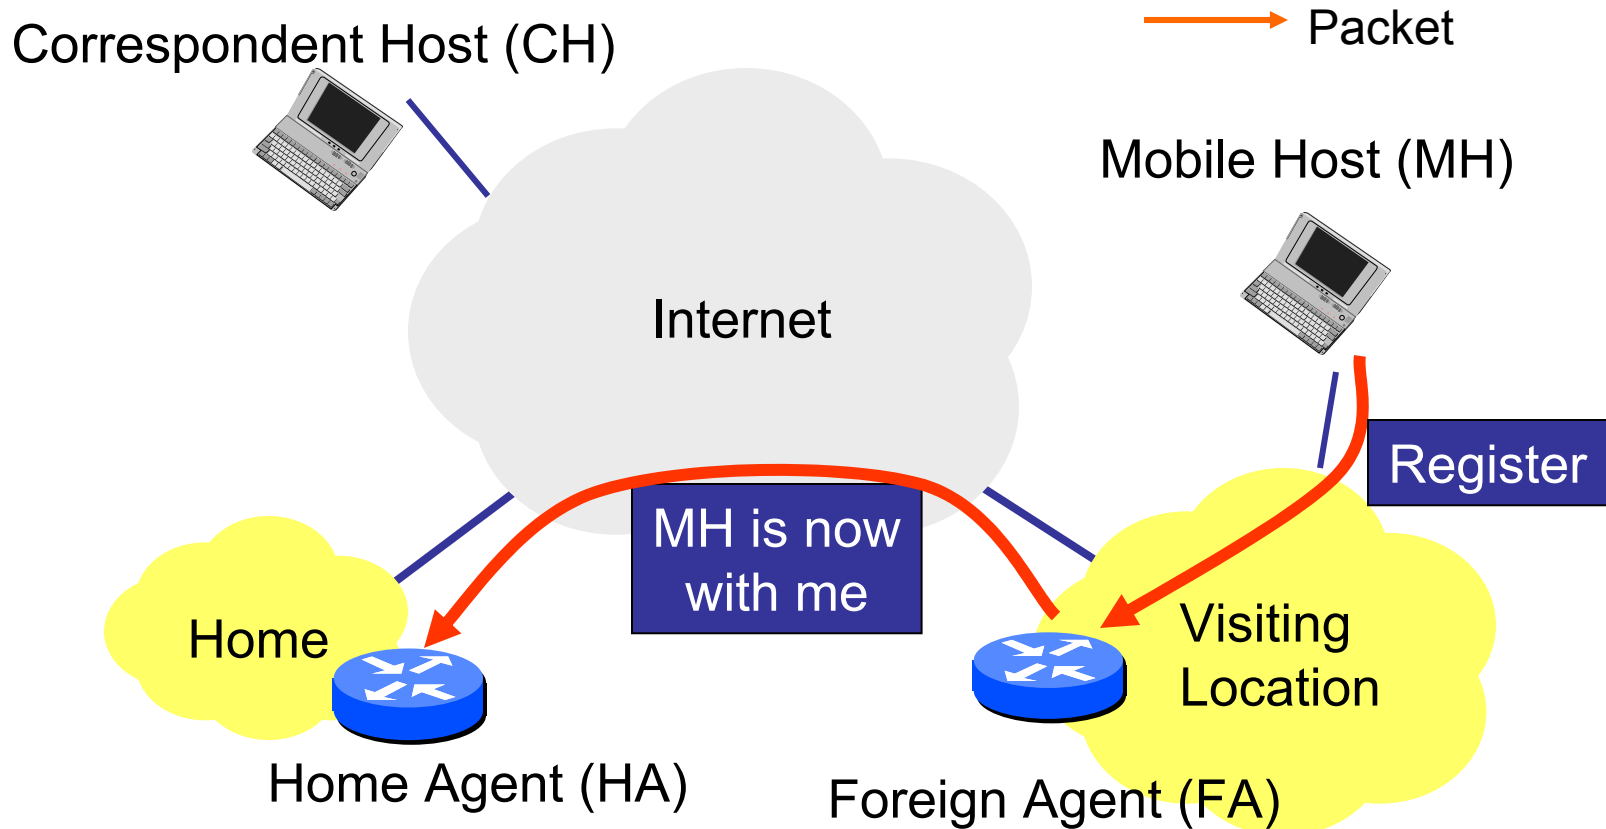 Packet
Correspondent Host (CH)
Mobile Host (MH)
Internet
Register
MH is now
with me
Home
Visiting
Location
Home Agent (HA)
Foreign Agent (FA)